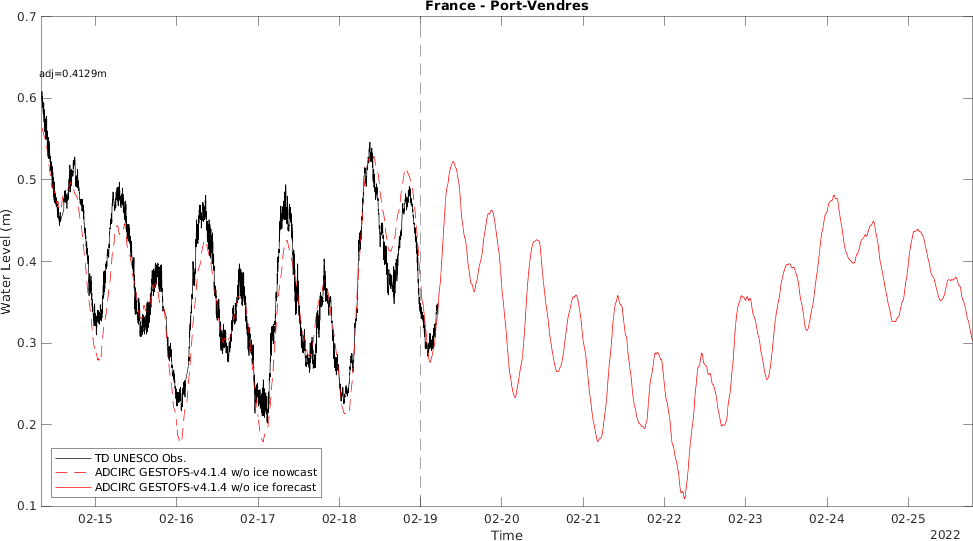 France - Port-Vendres
adj=0.4129m
0.7
0.6
0.5
0.4
0.3
0.2
0.1
Water Level (m)
TD UNESCO Obs.
ADCIRC GESTOFS-v4.1.4 w/o ice nowcast
ADCIRC GESTOFS-v4.1.4 w/o ice forecast
02-15 02-16 02-17 02-18 02-19 02-20 02-21 02-22 02-23 02-24 02-25
Time
2022